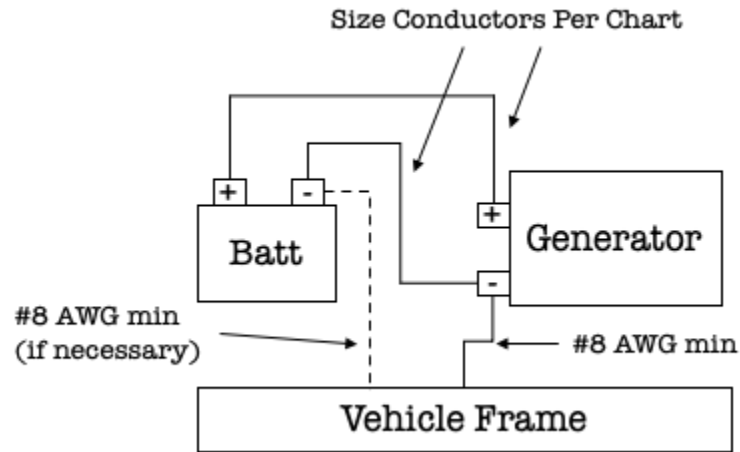 Size Conductors Per Chart
+
-
+
Batt
Generator
-
#8 AWG min
(if necessary)
#8 AWG min
Vehicle Frame